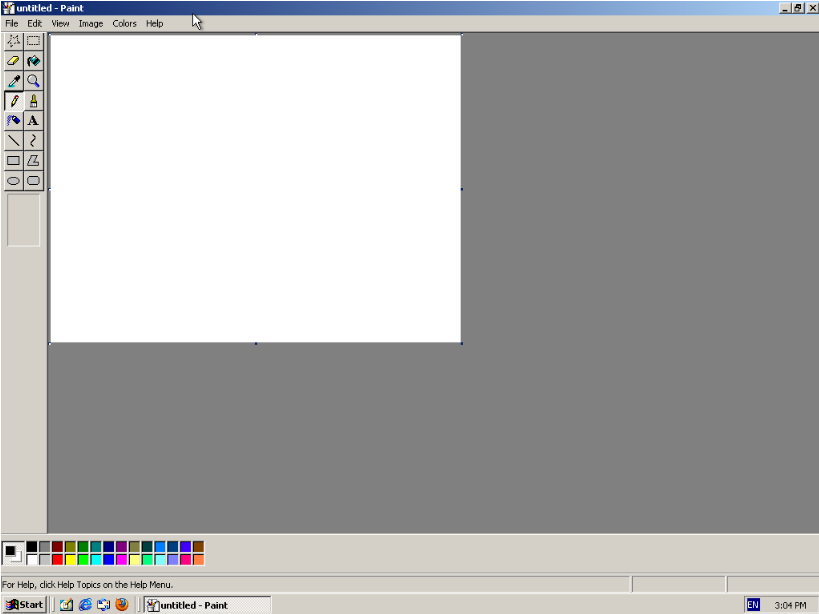 untitled - Paint
File Edit View Image Colors Help
A
For Help, click Help Topics on the Help Menu.
Start untitled - Paint EN 3:04 PM